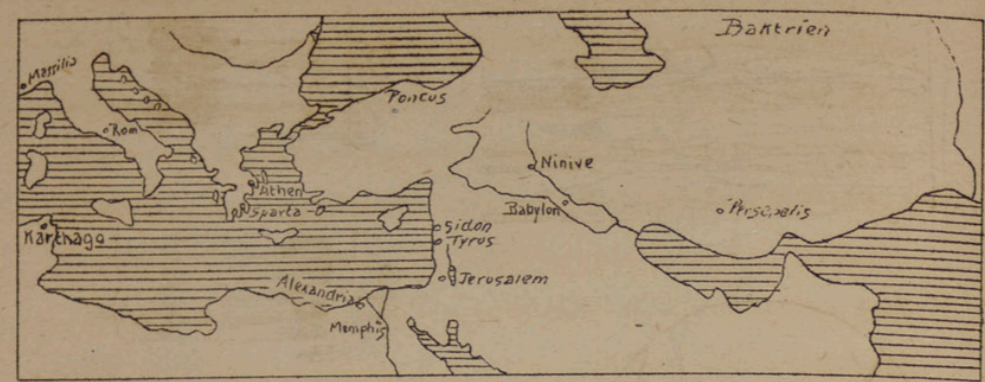 Baktrien
Massilia
Pontus
Rom
Ninive
Athen
Babylon
Persepolis
Sparta
Karthago
Sidon
Tyrus
Jerusalem
Alexandria
Memphis